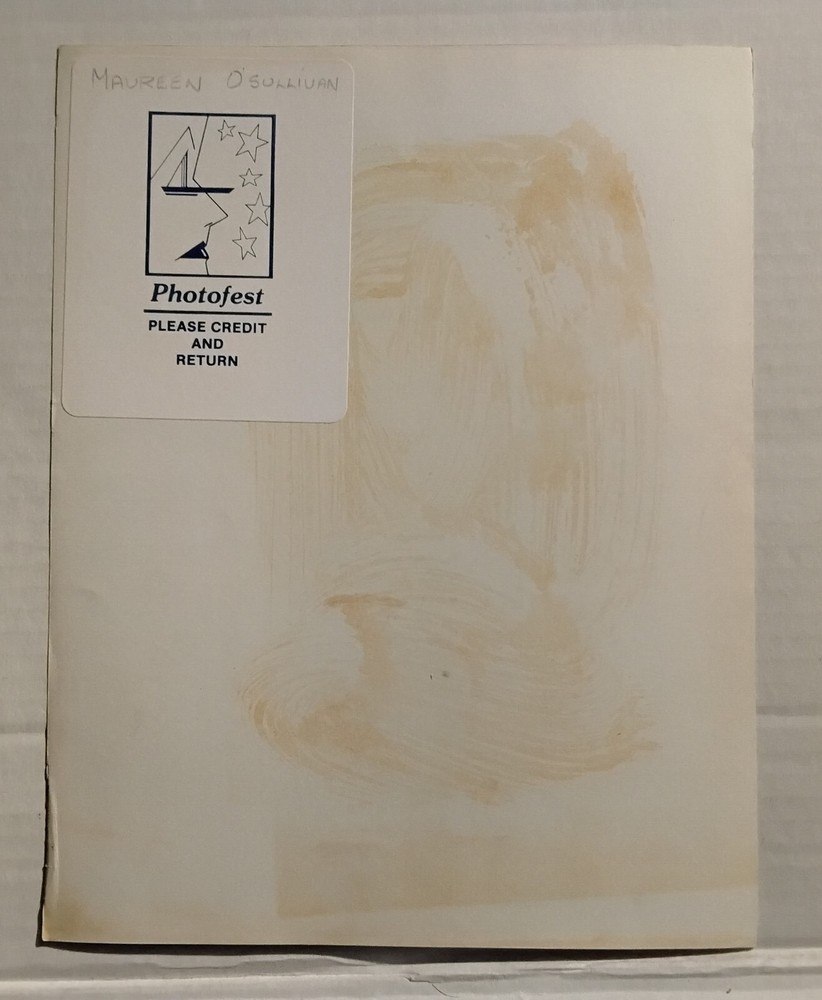 MAUREEN O'SULLIVAN
Photofest
PLEASE CREDIT
AND
RETURN